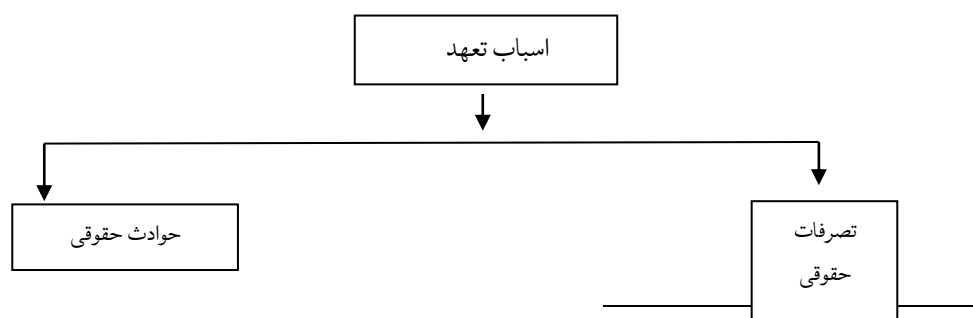 اسباب تعهد
تصرفات
حقوقی
حوادث حقوقی